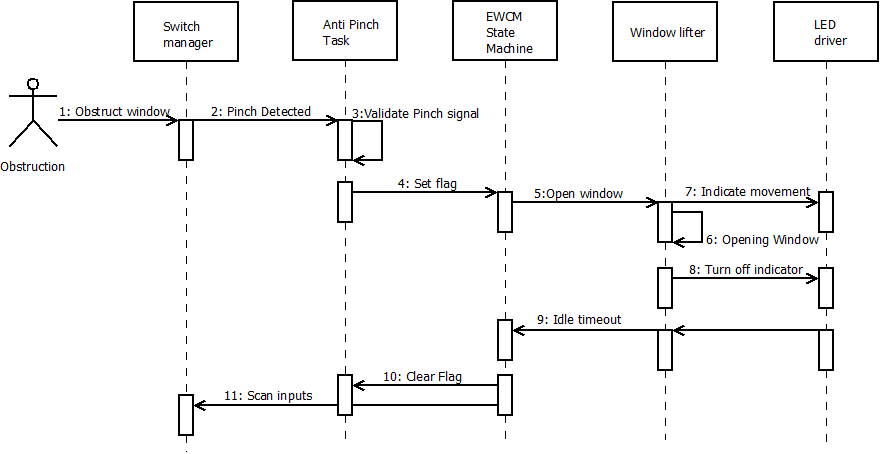 Switch
manager
Anti Pinch
Task
EWCM
State
Machine
Window lifter
LED
driver
1: Obstruct window
2: Pinch Detected
3:Validate Pinch signal
Obstruction
4: Set flag
5:Open window
7: Indicate movement
6: Opening Window
8: Turn off indicator
9: Idle timeout
10: Clear Flag
11: Scan inputs